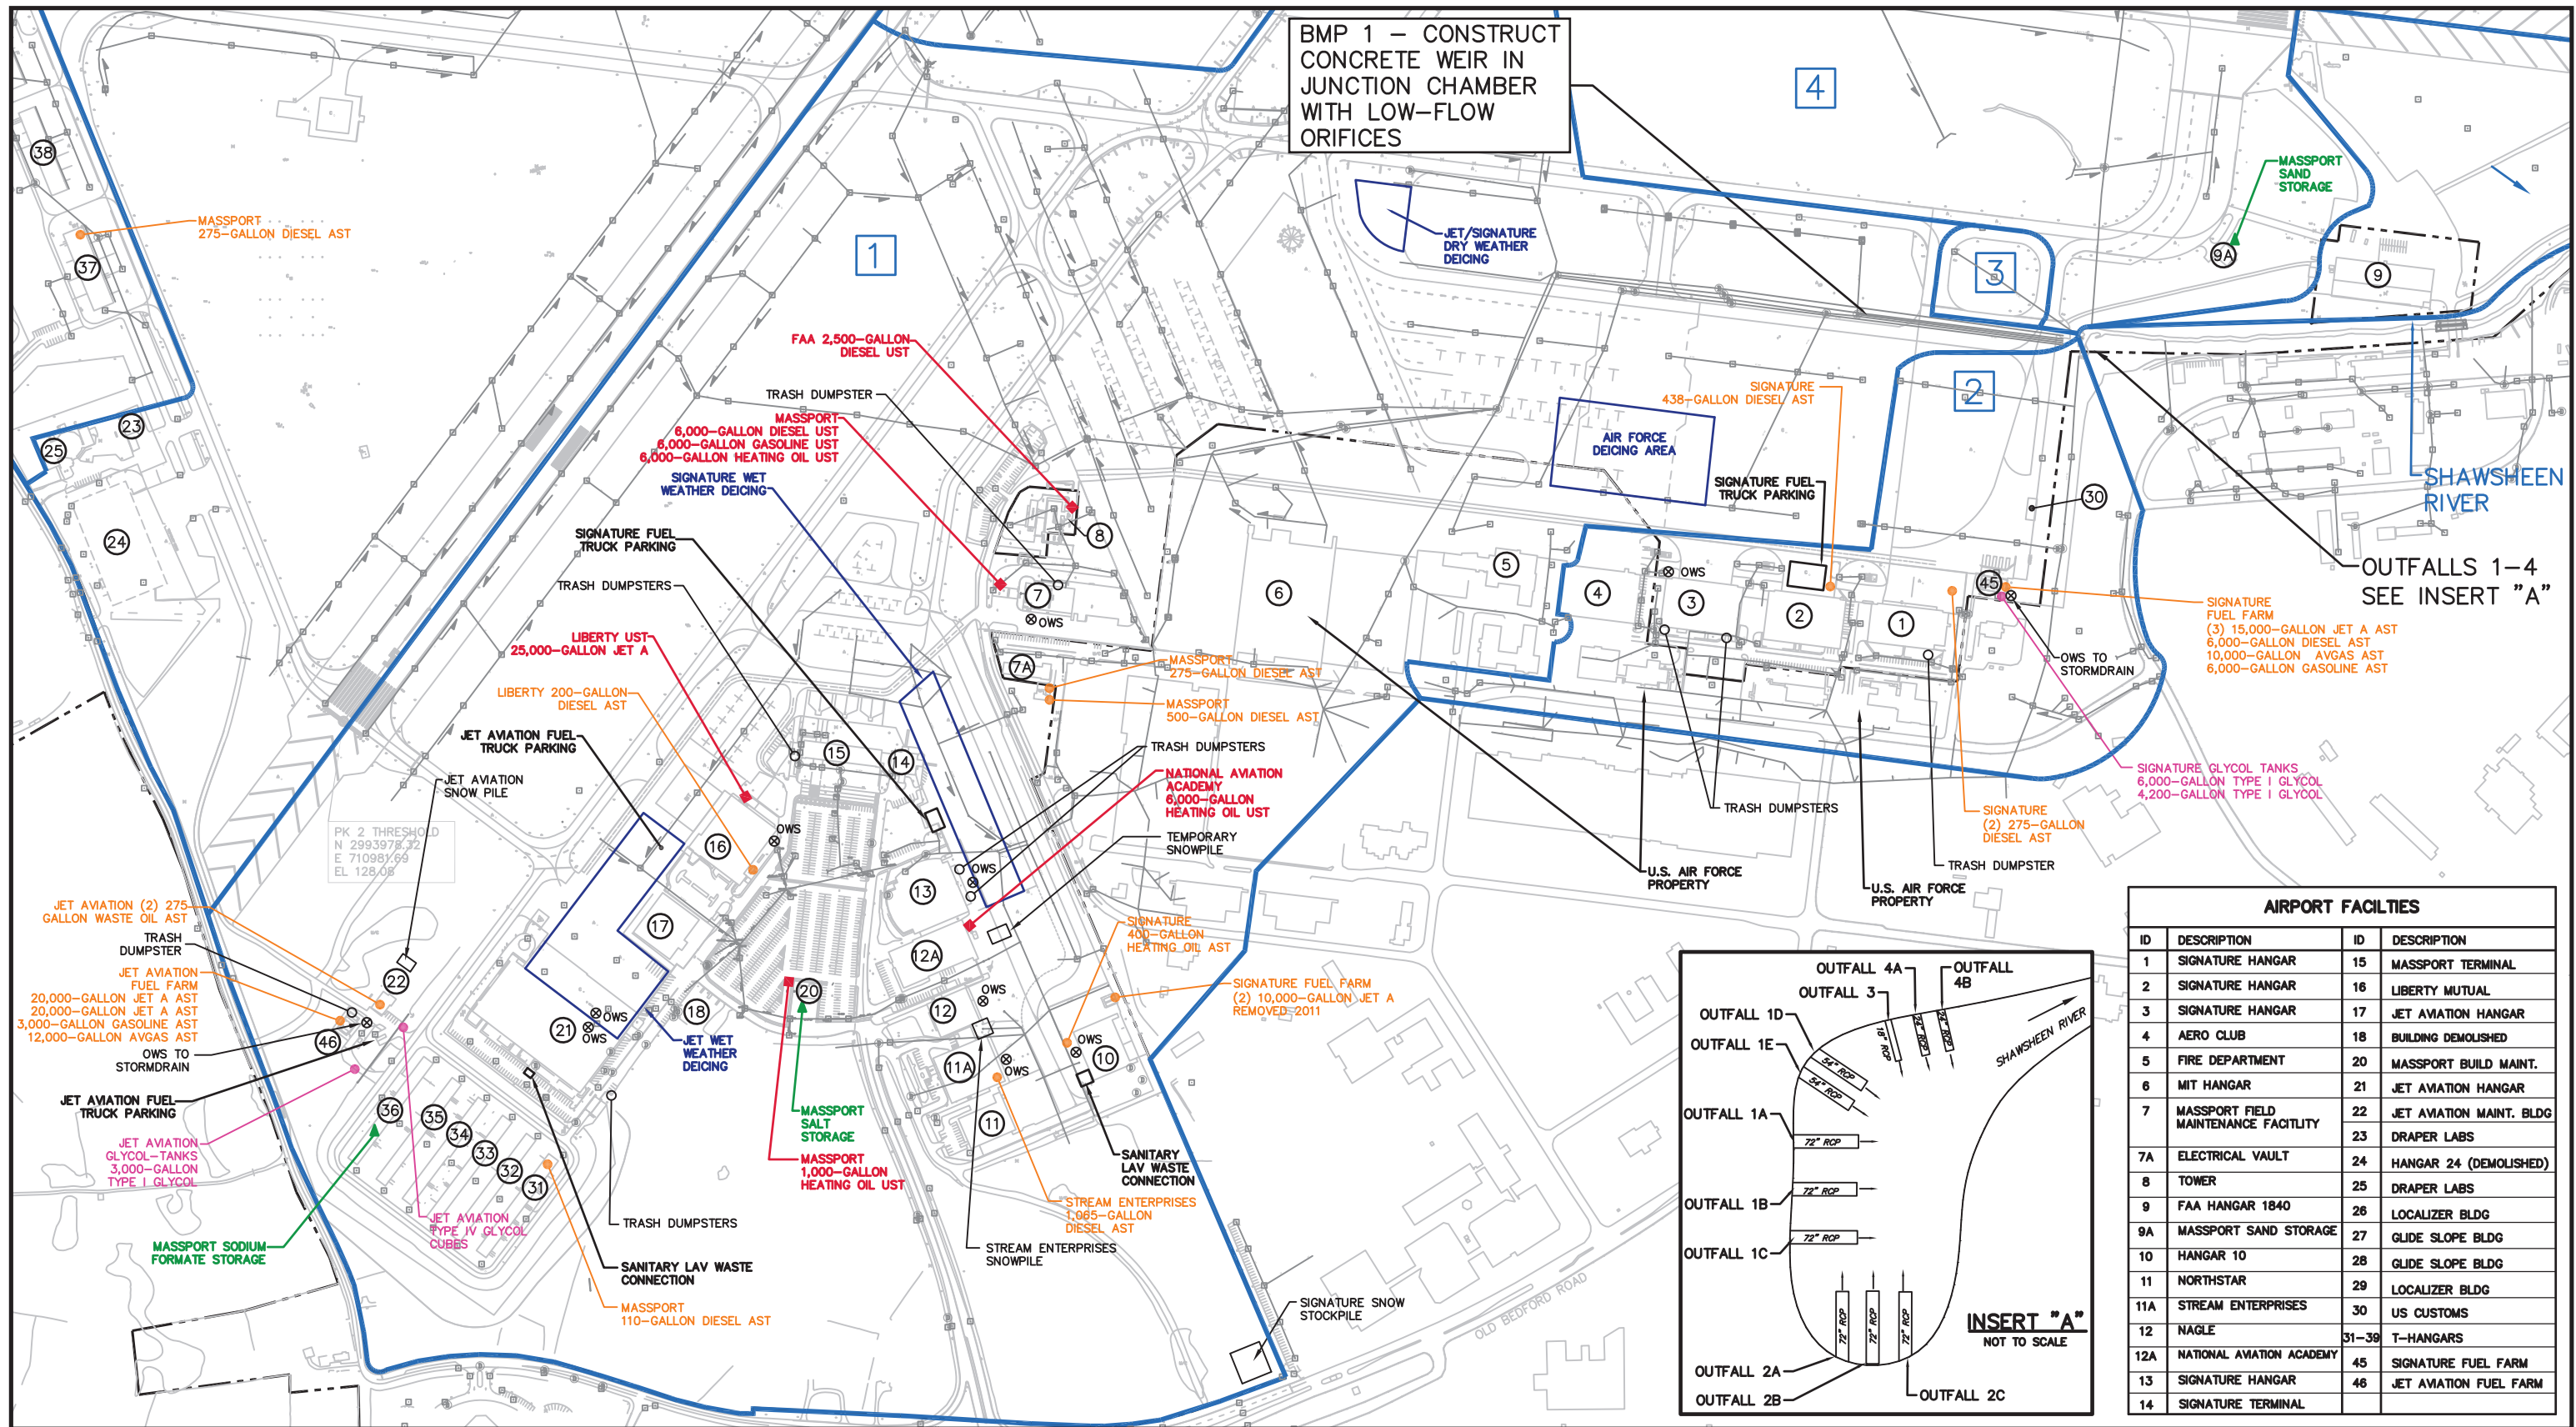 BMP 1 – CONSTRUCT
CONCRETE WEIR IN
JUNCTION CHAMBER
WITH LOW–FLOW
ORIFICES
4
1
3
2
MASSPORT
SAND
STORAGE
9A
9
38
37
MASSPORT
275–GALLON DIESEL AST
JET/SIGNATURE
DRY WEATHER
DEICING
FAA 2,500–GALLON
DIESEL UST
TRASH DUMPSTER
MASSPORT
6,000–GALLON DIESEL UST
6,000–GALLON GASOLINE UST
6,000–GALLON HEATING OIL UST
SIGNATURE WET
WEATHER DEICING
SIGNATURE FUEL
TRUCK PARKING
TRASH DUMPSTERS
LIBERTY UST
25,000–GALLON JET A
LIBERTY 200–GALLON
DIESEL AST
JET AVIATION FUEL
TRUCK PARKING
JET AVIATION
SNOW PILE
PK 2 THRESHOLD
N 2993978.32
E 710981.69
EL 128.08
23
25
24
8
7
OWS
7A
6
5
4
3
OWS
2
1
45
30
SIGNATURE
438–GALLON DIESEL AST
AIR FORCE
DEICING AREA
SIGNATURE FUEL
TRUCK PARKING
SHAWSHEEN
RIVER
OUTFALLS 1–4
SEE INSERT "A"
SIGNATURE
FUEL FARM
(3) 15,000–GALLON JET A AST
6,000–GALLON DIESEL AST
10,000–GALLON AVGAS AST
6,000–GALLON GASOLINE AST
OWS TO
STORMDRAIN
SIGNATURE GLYCOL TANKS
6,000–GALLON TYPE I GLYCOL
4,200–GALLON TYPE I GLYCOL
SIGNATURE
(2) 275–GALLON
DIESEL AST
TRASH DUMPSTER
TRASH DUMPSTERS
U.S. AIR FORCE
PROPERTY
U.S. AIR FORCE
PROPERTY
MASSPORT
275–GALLON DIESEL AST
MASSPORT
500–GALLON DIESEL AST
TRASH DUMPSTERS
NATIONAL AVIATION
ACADEMY
6,000–GALLON
HEATING OIL UST
TEMPORARY
SNOWPILE
15
14
16
OWS
13
OWS
17
12A
12
OWS
20
18
21
OWS
OWS
22
46
11A
OWS
11
10
OWS
36
35
34
33
32
31
SIGNATURE
400–GALLON
HEATING OIL AST
SIGNATURE FUEL FARM
(2) 10,000–GALLON JET A
REMOVED 2011
JET AVIATION (2) 275
GALLON WASTE OIL AST
TRASH
DUMPSTER
JET AVIATION
FUEL FARM
20,000–GALLON JET A AST
20,000–GALLON JET A AST
3,000–GALLON GASOLINE AST
12,000–GALLON AVGAS AST
OWS TO
STORMDRAIN
JET AVIATION FUEL
TRUCK PARKING
JET AVIATION
GLYCOL–TANKS
3,000–GALLON
TYPE I GLYCOL
MASSPORT SODIUM
FORMATE STORAGE
JET AVIATION
TYPE IV GLYCOL
CUBES
JET WET
WEATHER
DEICING
TRASH DUMPSTERS
SANITARY LAV WASTE
CONNECTION
MASSPORT
110–GALLON DIESEL AST
MASSPORT
SALT
STORAGE
MASSPORT
1,000–GALLON
HEATING OIL UST
STREAM ENTERPRISES
SNOWPILE
STREAM ENTERPRISES
1,065–GALLON
DIESEL AST
SANITARY
LAV WASTE
CONNECTION
SIGNATURE SNOW
STOCKPILE
OLD BEDFORD ROAD
OUTFALL 4A
OUTFALL
4B
OUTFALL 3
OUTFALL 1D
OUTFALL 1E
OUTFALL 1A
OUTFALL 1B
OUTFALL 1C
OUTFALL 2A
OUTFALL 2B
OUTFALL 2C
54" RCP
54" RCP
18" RCP
24" RCP
24" RCP
72" RCP
72" RCP
72" RCP
72" RCP
72" RCP
72" RCP
SHAWSHEEN RIVER
INSERT "A"
NOT TO SCALE
AIRPORT FACILTIES
ID DESCRIPTION ID DESCRIPTION
1 SIGNATURE HANGAR 15 MASSPORT TERMINAL
2 SIGNATURE HANGAR 16 LIBERTY MUTUAL
3 SIGNATURE HANGAR 17 JET AVIATION HANGAR
4 AERO CLUB 18 BUILDING DEMOLISHED
5 FIRE DEPARTMENT 20 MASSPORT BUILD MAINT.
6 MIT HANGAR 21 JET AVIATION HANGAR
7 MASSPORT FIELD 22 JET AVIATION MAINT. BLDG
MAINTENANCE FACITLITY 23 DRAPER LABS
7A ELECTRICAL VAULT 24 HANGAR 24 (DEMOLISHED)
8 TOWER 25 DRAPER LABS
9 FAA HANGAR 1840 26 LOCALIZER BLDG
9A MASSPORT SAND STORAGE 27 GLIDE SLOPE BLDG
10 HANGAR 10 28 GLIDE SLOPE BLDG
11 NORTHSTAR 29 LOCALIZER BLDG
11A STREAM ENTERPRISES 30 US CUSTOMS
12 NAGLE 31–39 T–HANGARS
12A NATIONAL AVIATION ACADEMY 45 SIGNATURE FUEL FARM
13 SIGNATURE HANGAR 46 JET AVIATION FUEL FARM
14 SIGNATURE TERMINAL